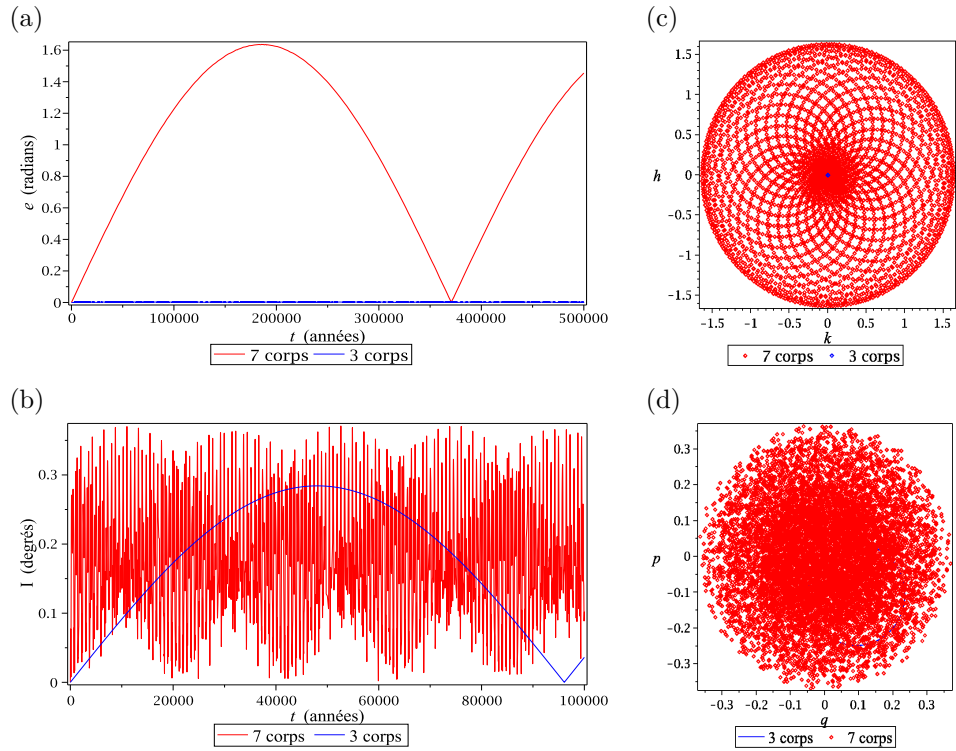 (a)
1.6
1.4
1.2
1
0.8
0.6
0.4
0.2
0
e (radians)
0 100000 200000 300000 400000 500000
t (années)
7 corps 3 corps
(c)
1.5
1
0.5
0
-0.5
-1
-1.5
h
-1.5 -1 -0.5 0 0.5 1 1.5
k
7 corps 3 corps
(b)
0.3
0.2
0.1
0
I (degrés)
0 20000 40000 60000 80000 100000
t (années)
7 corps 3 corps
(d)
0.3
0.2
0.1
0
-0.1
-0.2
-0.3
p
-0.3 -0.2 -0.1 0 0.1 0.2 0.3
q
3 corps 7 corps